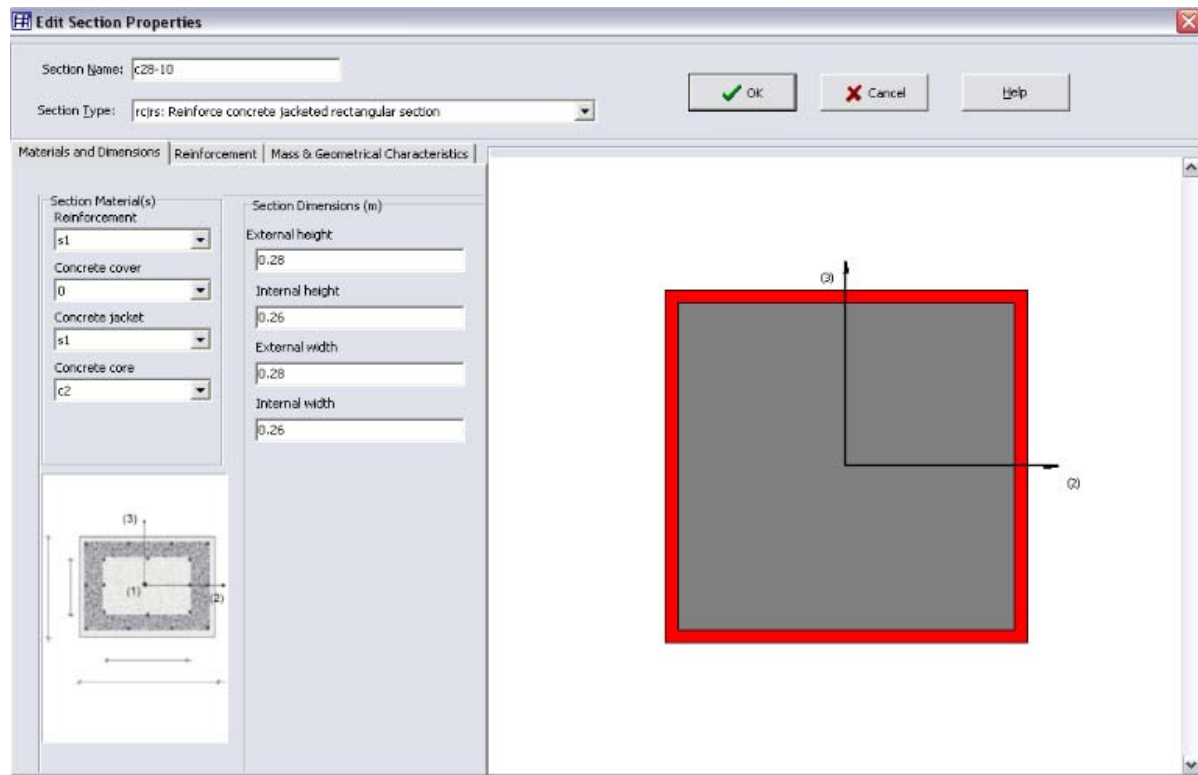 Edit Section Properties
Section Name: c28-10
OK
Cancel
Help
Section Type: rcjrs: Reinforce concrete jacketed rectangular section
Materials and Dimensions
Reinforcement
Mass & Geometrical Characteristics
Section Material(s)
Reinforcement
s1
Concrete cover
0
Concrete jacket
s1
Concrete core
c2
Section Dimensions (m)
External height
0.28
Internal height
0.26
External width
0.28
Internal width
0.26
(3)
(1)
(2)
(3)
(2)